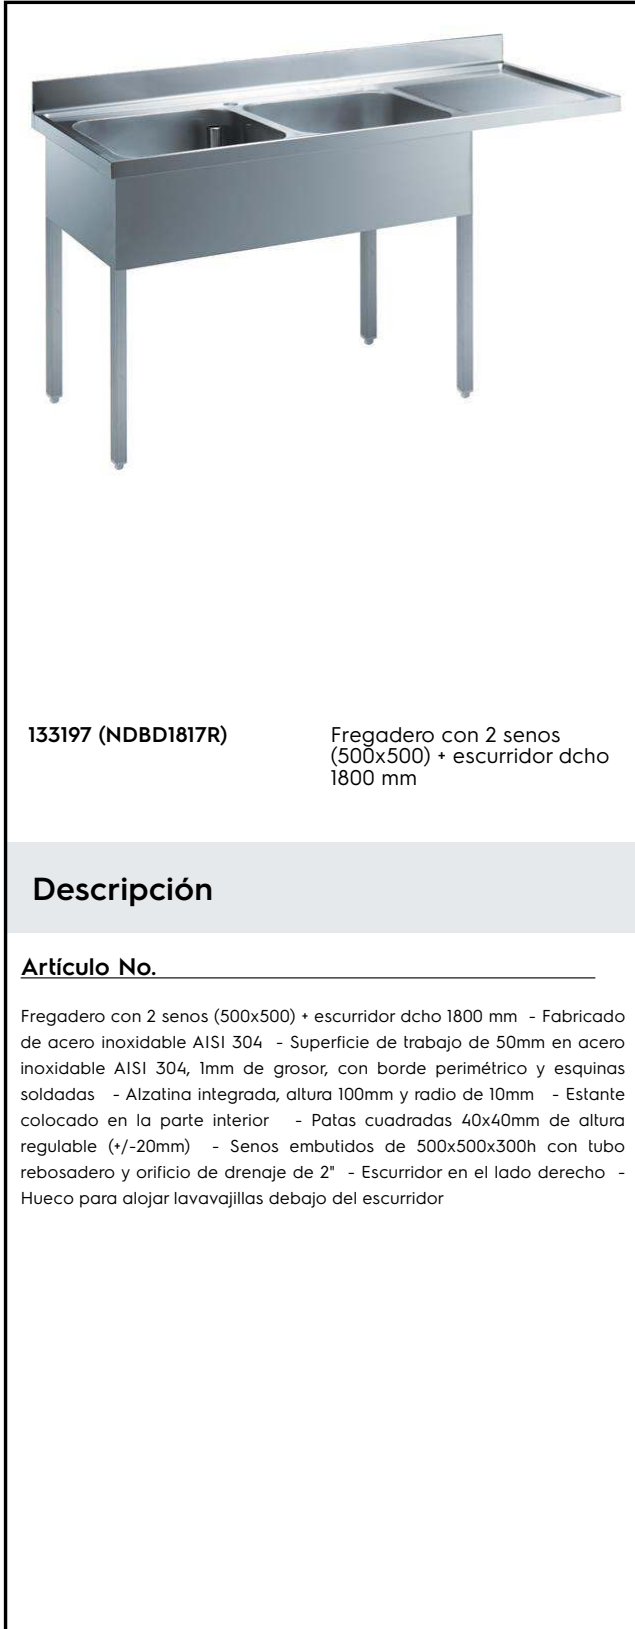 133197 (NDBD1817R)
Fregadero con 2 senos
(500x500) + escurridor dcho
1800 mm
Descripción
Artículo No.
Fregadero con 2 senos (500x500) + escurridor dcho 1800 mm - Fabricado
de acero inoxidable AISI 304 - Superficie de trabajo de 50mm en acero
inoxidable AISI 304, 1mm de grosor, con borde perimétrico y esquinas
soldadas - Alzatina integrada, altura 100mm y radio de 10mm - Estante
colocado en la parte interior - Patas cuadradas 40x40mm de altura
regulable (+/-20mm) - Senos embutidos de 500x500x300h con tubo
rebosadero y orificio de drenaje de 2" - Escurridor en el lado derecho -
Hueco para alojar lavavajillas debajo del escurridor